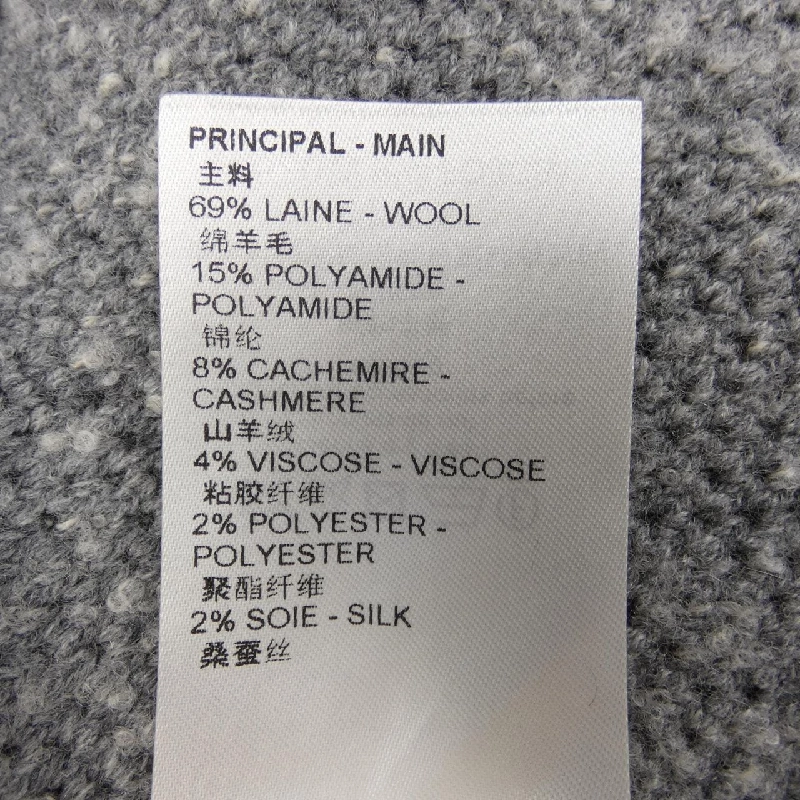 PRINCIPAL - MAIN
主料
69% LAINE - WOOL
绵羊毛
15% POLYAMIDE -
POLYAMIDE
锦纶
8% CACHEMIRE -
CASHMERE
山羊绒
4% VISCOSE - VISCOSE
粘胶纤维
2% POLYESTER -
POLYESTER
聚酯纤维
2% SOIE - SILK
桑蚕丝